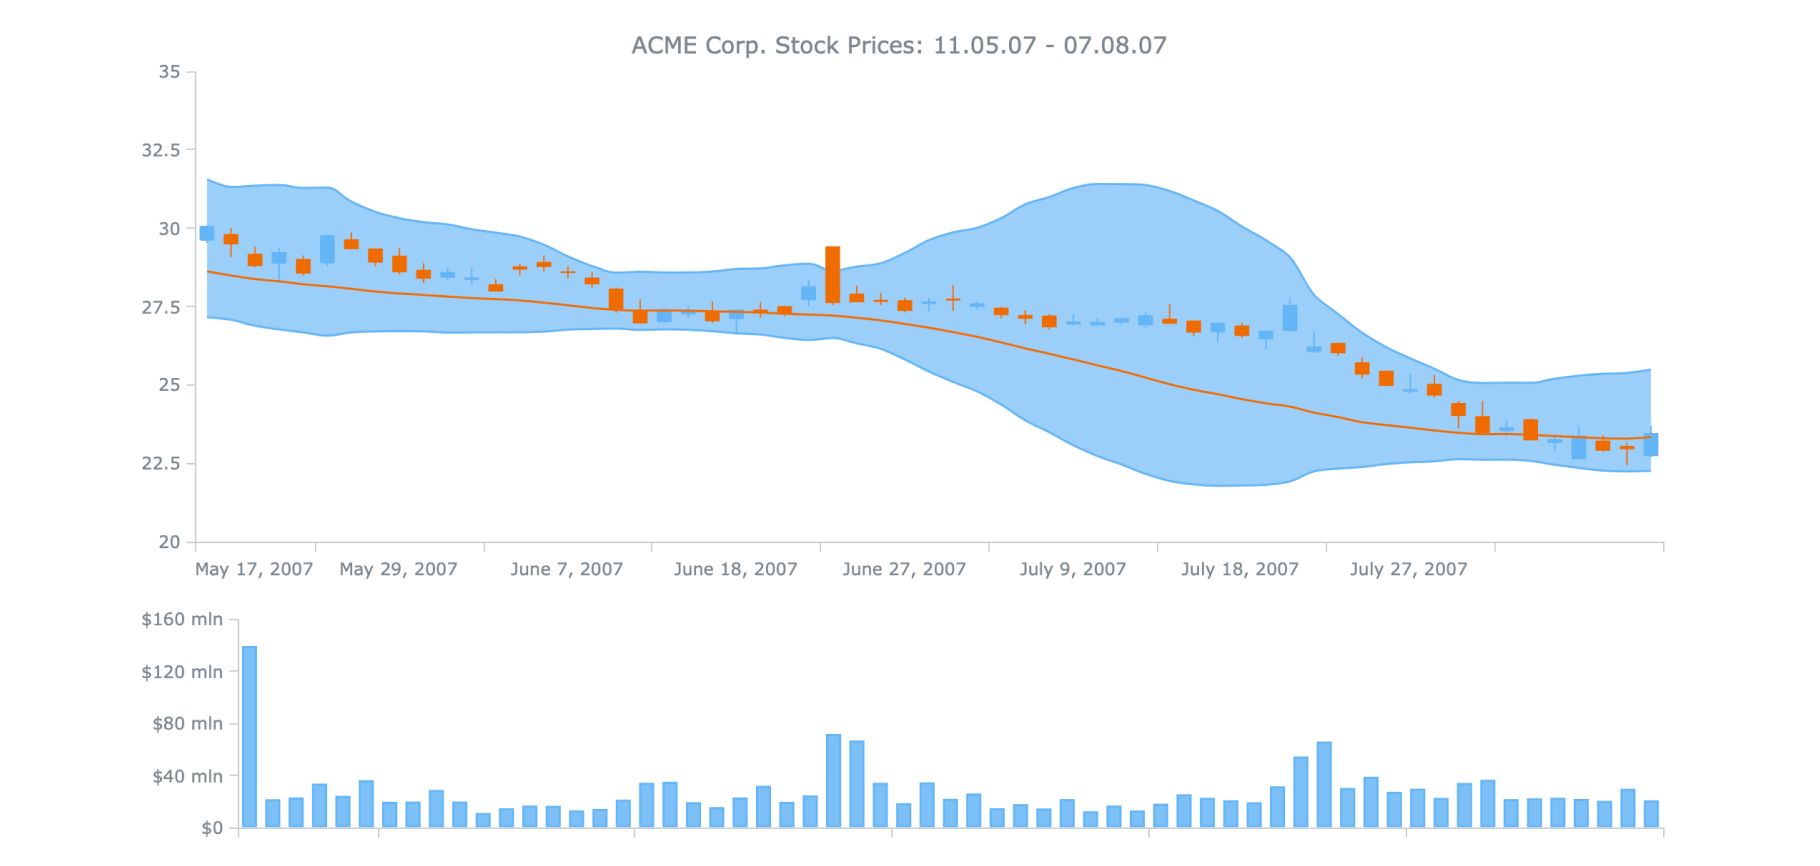 ACME Corp. Stock Prices: 11.05.07 - 07.08.07
35
32.5
30
27.5
25
22.5
20
May 17, 2007 May 29, 2007 June 7, 2007 June 18, 2007 June 27, 2007 July 9, 2007 July 18, 2007 July 27, 2007
$160 mln
$120 mln
$80 mln
$40 mln
$0